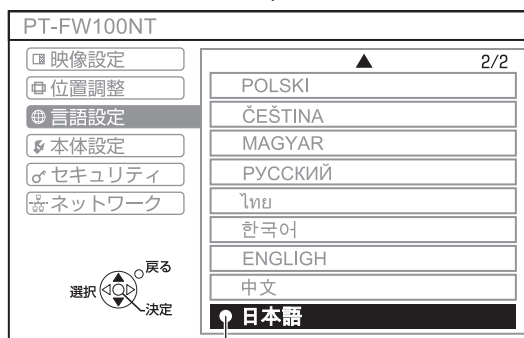 PT-FW100NT
映像設定
位置調整
言語設定
本体設定
セキュリティ
ネットワーク
戻る
選択
決定
▲ 2/2
POLSKI
ČEŠTINA
MAGYAR
РУССКИЙ
ไทย
한국어
ENGLIGH
中文
日本語